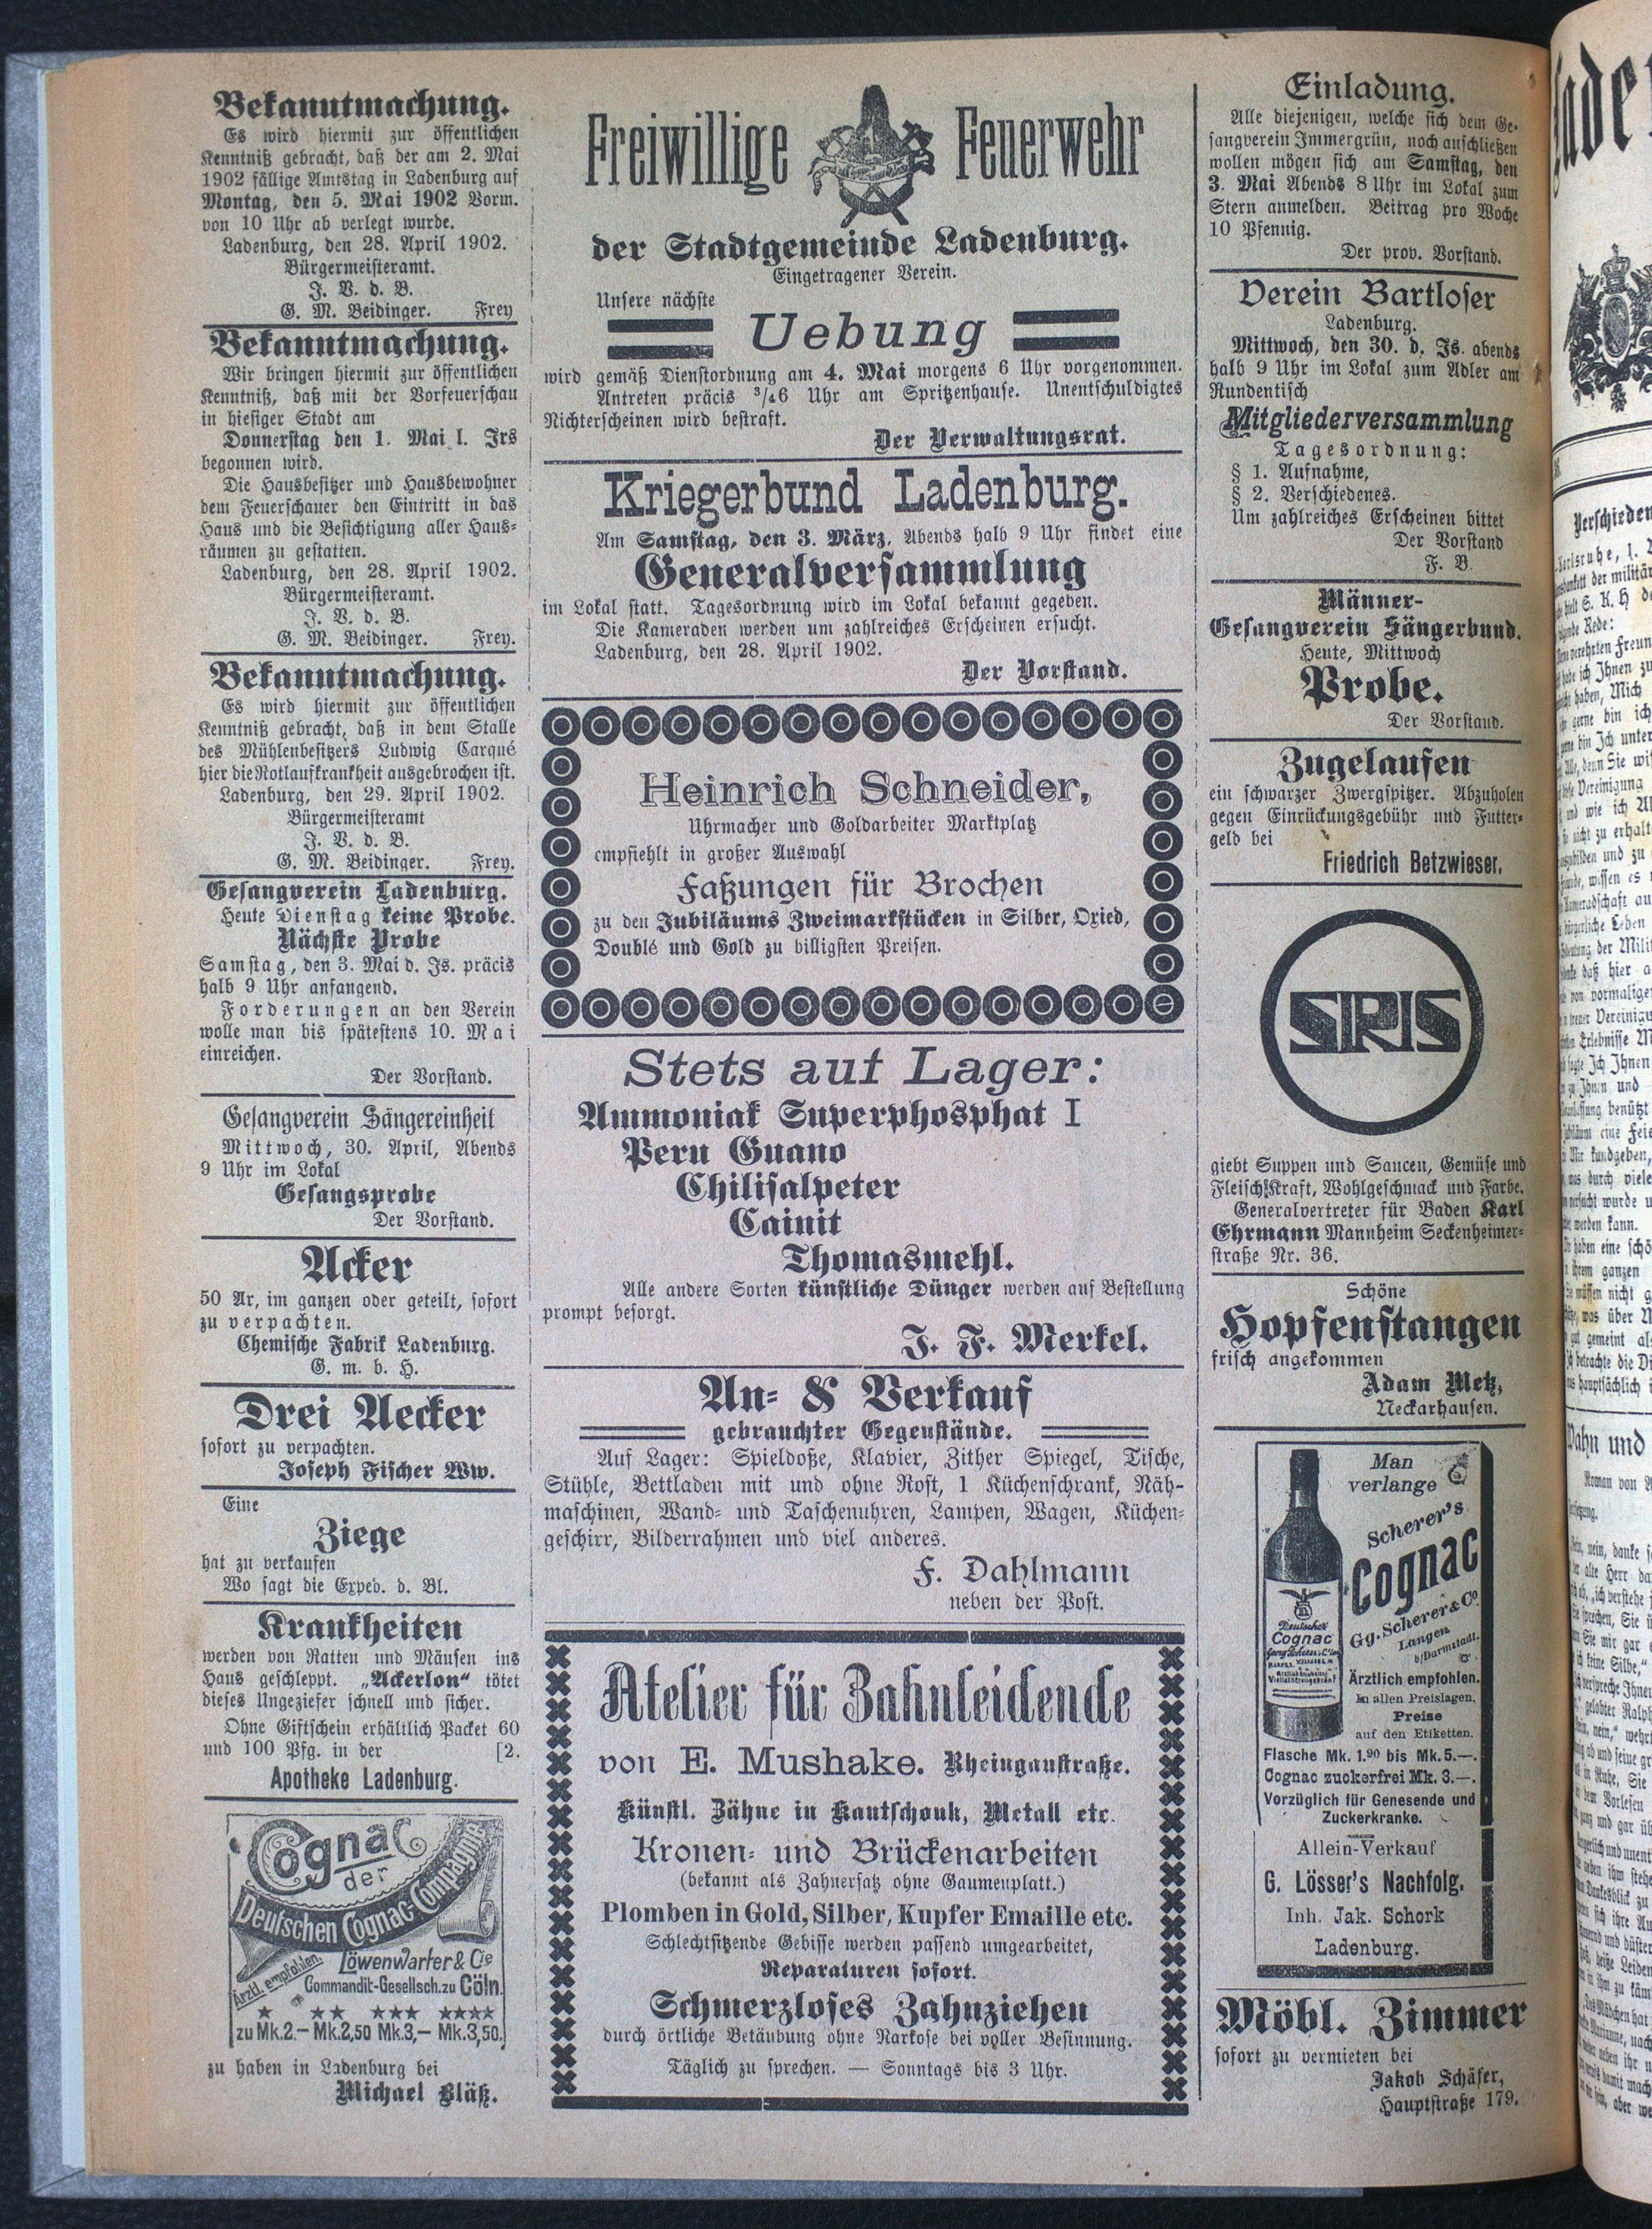 Bekanntmachung.
Es wird hiermit zur öffentlichen
Kenntniß gebracht, daß der am 2. Mai
1902 fällige Amtstag in Ladenburg auf
Montag, den 5. Mai 1902 Vorm.
von 10 Uhr ab verlegt wurde.
Ladenburg, den 28. April 1902.
Bürgermeisteramt.
J. V. d. B.
G. M. Beidinger. Frey
Bekanntmachung.
Wir bringen hiermit zur öffentlichen
Kenntniß, daß mit der Vorfeuerschau
in hiesiger Stadt am
Donnerstag den 1. Mai l. Irs
begonnen wird.
Die Hausbesitzer und Hausbewohner
dem Feuerschauer den Eintritt in das
Haus und die Besichtigung aller Haus-
räumen zu gestatten.
Ladenburg, den 28. April 1902.
Bürgermeisteramt.
J. V. d. B.
G. M. Beidinger. Frey.
Bekanntmachung.
Es wird hiermit zur öffentlichen
Kenntniß gebracht, daß in dem Stalle
des Mühlenbesitzers Ludwig Carqué
hier die Rotlaufkrankheit ausgebrochen ist.
Ladenburg, den 29. April 1902.
Bürgermeisteramt
J. V. d. B.
G. M. Beidinger. Frey.
Gesangverein Ladenburg.
Heute Dienstag keine Probe.
Nächste Probe
Samstag, den 3. Mai d. Js. präcis
halb 9 Uhr anfangend.
Forderungen an den Verein
wolle man bis spätestens 10. Mai
einreichen.
Der Vorstand.
Gesangverein Sängereinheit
Mittwoch, 30. April, Abends
9 Uhr im Lokal
Gesangsprobe
Der Vorstand.
Acker
50 Ar, im ganzen oder geteilt, sofort
zu verpachten.
Chemische Fabrik Ladenburg.
G. m. b. H.
Drei Aecker
sofort zu verpachten.
Joseph Fischer Ww.
Eine
Ziege
hat zu verkaufen
Wo sagt die Exped. d. Bl.
Krankheiten
werden von Ratten und Mäusen ins
Haus geschleppt. „Ackerlon“ tötet
dieses Ungeziefer schnell und sicher.
Ohne Giftschein erhältlich Packet 60
und 100 Pfg. in der [2.
Apotheke Ladenburg.
Cognac
der
Deutschen Cognac-Compagnie
Löwenwarter & Cie
Ärztl. empfohlen.
Commandit-Gesellsch. zu Cöln.
★ ★★ ★★★ ★★★★
zu Mk.2.— Mk.2,50 Mk.3,— Mk.3,50.
zu haben in Ladenburg bei
Michael Bläß.
Freiwillige Feuerwehr
der Stadtgemeinde Ladenburg.
Eingetragener Verein.
Unsere nächste
Uebung
wird gemäß Dienstordnung am 4. Mai morgens 6 Uhr vorgenommen.
Antreten präcis 3/46 Uhr am Spritzenhause. Unentschuldigtes
Nichterscheinen wird bestraft.
Der Verwaltungsrat.
Kriegerbund Ladenburg.
Am Samstag, den 3. März, Abends halb 9 Uhr findet eine
Generalversammlung
im Lokal statt. Tagesordnung wird im Lokal bekannt gegeben.
Die Kameraden werden um zahlreiches Erscheinen ersucht.
Ladenburg, den 28. April 1902.
Der Vorstand.
Heinrich Schneider,
Uhrmacher und Goldarbeiter Marktplatz
empfiehlt in großer Auswahl
Faßungen für Brochen
zu den Jubiläums Zweimarkstücken in Silber, Oxied,
Doublé und Gold zu billigsten Preisen.
Stets auf Lager:
Ammoniak Superphosphat I
Peru Guano
Chilisalpeter
Cainit
Thomasmehl.
Alle andere Sorten künstliche Dünger werden auf Bestellung
prompt besorgt.
J. F. Merkel.
An- & Verkauf
gebrauchter Gegenstände.
Auf Lager: Spieldoße, Klavier, Zither Spiegel, Tische,
Stühle, Bettladen mit und ohne Rost, 1 Küchenschrank, Näh-
maschinen, Wand- und Taschenuhren, Lampen, Wagen, Küchen-
geschirr, Bilderrahmen und viel anderes.
F. Dahlmann
neben der Post.
Atelier für Zahnleidende
von E. Mushake. Rheingaustraße.
Künstl. Zähne in Kautschouk, Metall etc.
Kronen- und Brückenarbeiten
(bekannt als Zahnersatz ohne Gaumenplatt.)
Plomben in Gold, Silber, Kupfer Emaille etc.
Schlechtsitzende Gebisse werden passend umgearbeitet,
Reparaturen sofort.
Schmerzloses Zahnziehen
durch örtliche Betäubung ohne Narkose bei voller Besinnung.
Täglich zu sprechen. — Sonntags bis 3 Uhr.
Einladung.
Alle diejenigen, welche sich dem Ge-
sangverein Immergrün, noch anschließen
wollen mögen sich am Samstag, den
3. Mai Abends 8 Uhr im Lokal zum
Stern anmelden. Beitrag pro Woche
10 Pfennig.
Der prov. Vorstand.
Verein Bartloser
Ladenburg.
Mittwoch, den 30. d. Js. abends
halb 9 Uhr im Lokal zum Adler am
Rundentisch
Mitgliederversammlung
Tagesordnung:
§ 1. Aufnahme,
§ 2. Verschiedenes.
Um zahlreiches Erscheinen bittet
Der Vorstand
F. B.
Männer-
Gesangverein Sängerbund.
Heute, Mittwoch
Probe.
Der Vorstand.
Zugelaufen
ein schwarzer Zwergspitzer. Abzuholen
gegen Einrückungsgebühr und Futter-
geld bei
Friedrich Betzwieser.
SIRIS
giebt Suppen und Saucen, Gemüse und
Fleisch Kraft, Wohlgeschmack und Farbe.
Generalvertreter für Baden Karl
Ehrmann Mannheim Seckenheimer-
straße Nr. 36.
Schöne
Hopfenstangen
frisch angekommen
Adam Metz,
Neckarhausen.
Man
verlange
Scherer's
Cognac
Gg. Scherer & Co.
Langen
b/Darmstadt.
Deutscher
Cognac
Ärztlich empfohlen.
In allen Preislagen.
Preise
auf den Etiketten.
Flasche Mk. 1.90 bis Mk. 5.—.
Cognac zuckerfrei Mk. 3.—.
Vorzüglich für Genesende und
Zuckerkranke.
Allein-Verkauf
G. Lösser's Nachfolg.
Inh. Jak. Schork
Ladenburg.
Möbl. Zimmer
sofort zu vermieten bei
Jakob Schäfer,
Hauptstraße 179.